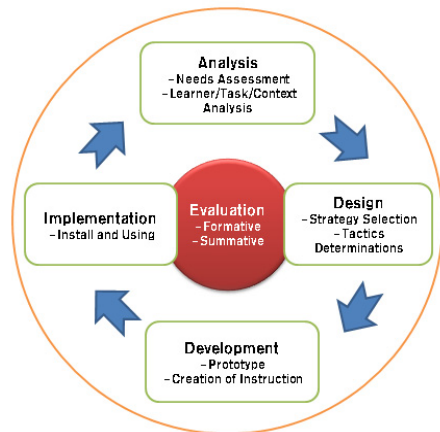 Analysis
–Needs Assessment
–Learner/Task/Context
Analysis
Implementation
–Install and Using
Evaluation
–Formative
–Summative
Design
–Strategy Selection
–Tactics
Determinations
Development
–Prototype
–Creation of Instruction